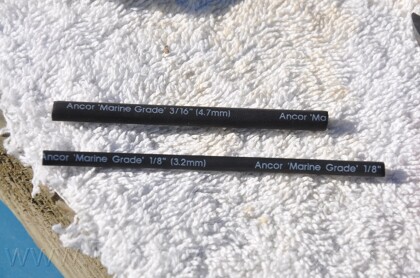 Ancor 'Marine Grade' 3/16" (4.7mm) Ancor 'Ma
Ancor 'Marine Grade' 1/8" (3.2mm) Ancor 'Marine Grade' 1/8"
www